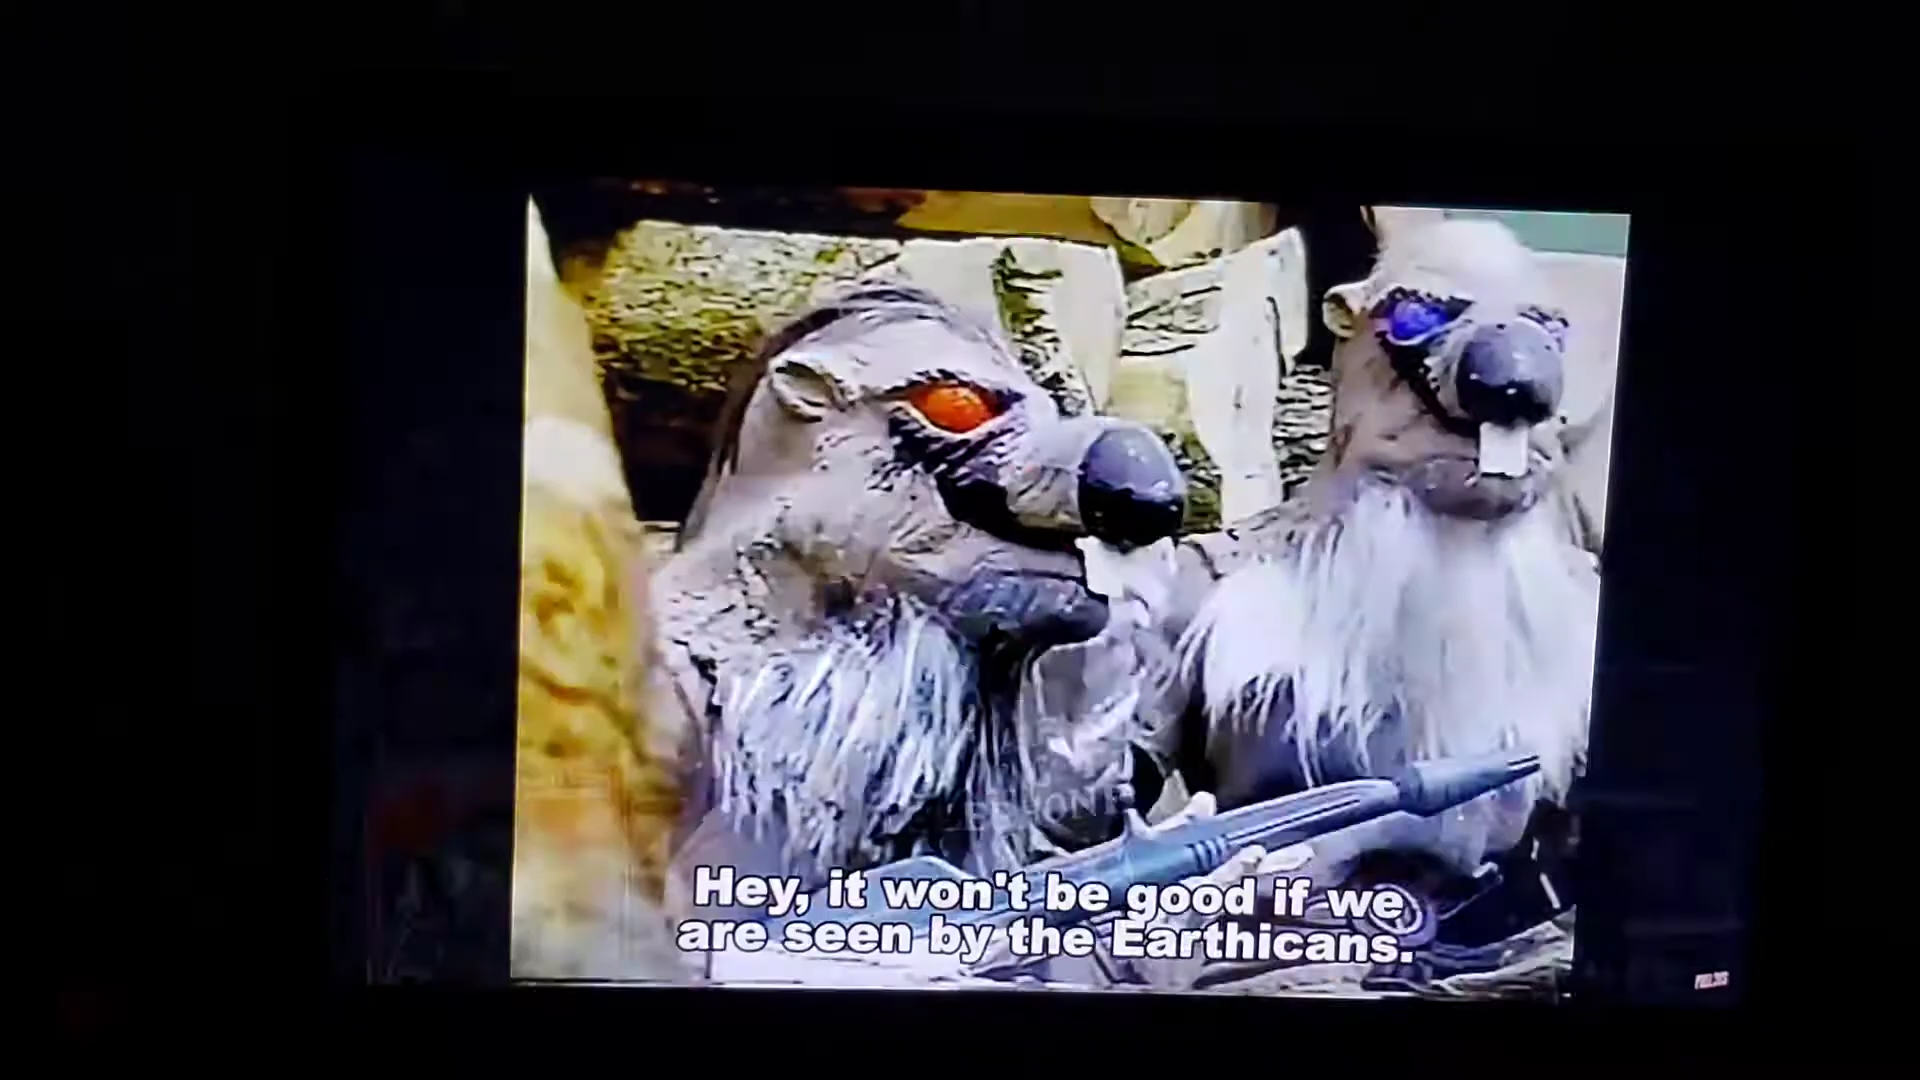 Hey, it won't be good if we
are seen by the Earthicans.